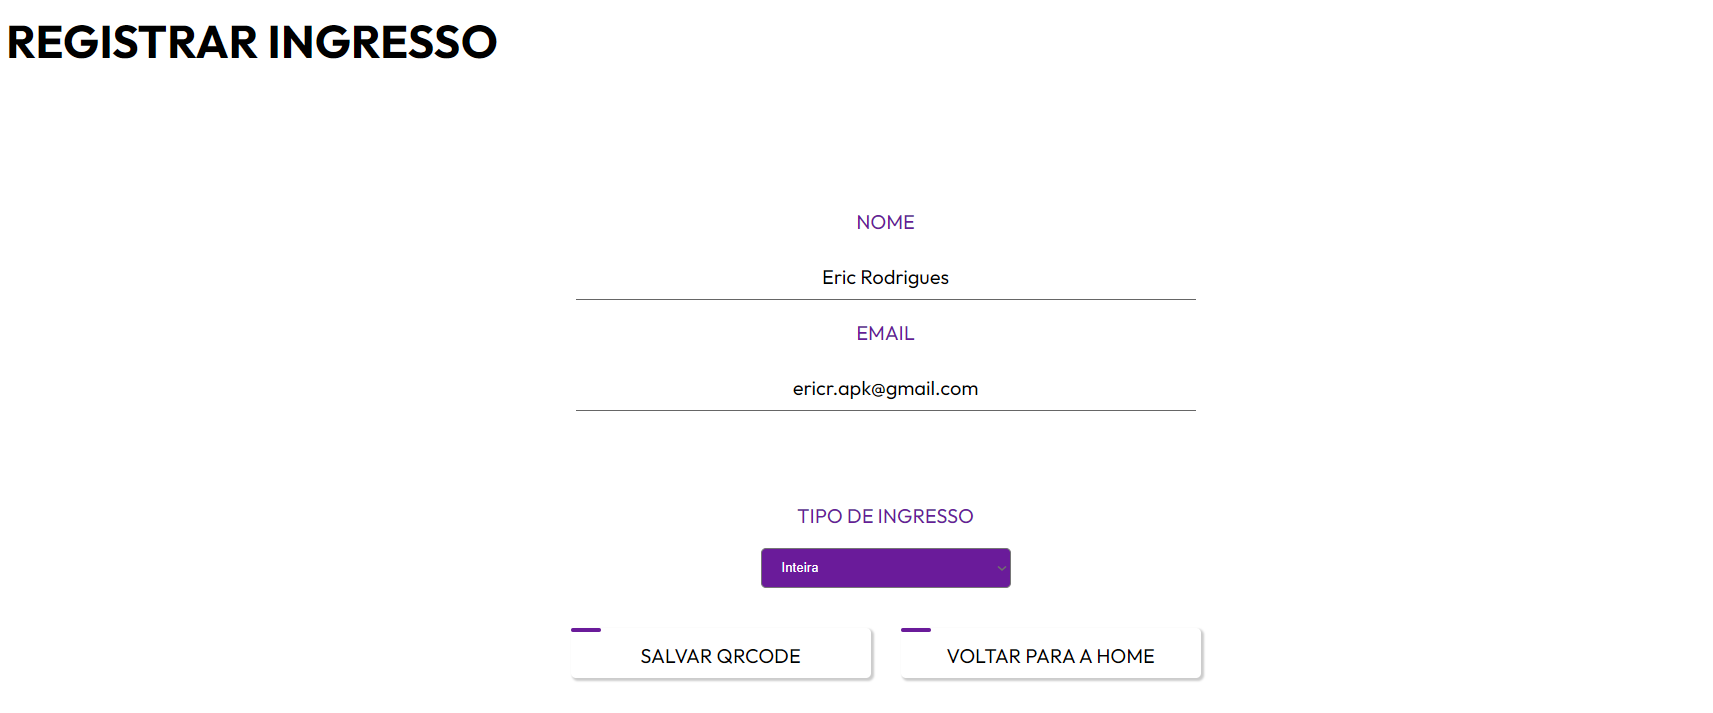 REGISTRAR INGRESSO
NOME
Eric Rodrigues
EMAIL
ericr.apk@gmail.com
TIPO DE INGRESSO
Inteira
SALVAR QRCODE
VOLTAR PARA A HOME